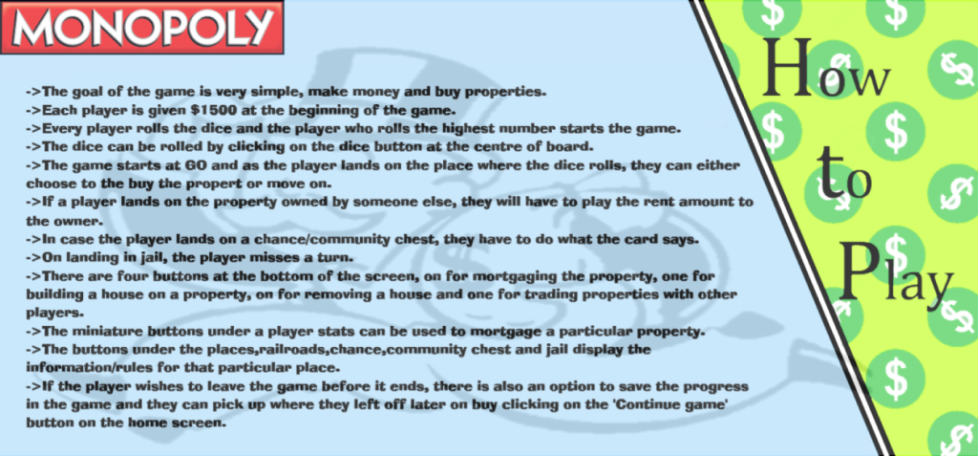 MONOPOLY
->The goal of the game is very simple, make money and buy properties.
->Each player is given $1500 at the beginning of the game.
->Every player rolls the dice and the player who rolls the highest number starts the game.
->The dice can be rolled by clicking on the dice button at the centre of board.
->The game starts at GO and as the player lands on the place where the dice rolls, they can either
choose to the buy the propert or move on.
->If a player lands on the property owned by someone else, they will have to play the rent amount to
the owner.
->In case the player lands on a chance/community chest, they have to do what the card says.
->On landing in jail, the player misses a turn.
->There are four buttons at the bottom of the screen, on for mortgaging the property, one for
building a house on a property, on for removing a house and one for trading properties with other
players.
->The miniature buttons under a player stats can be used to mortgage a particular property.
->The buttons under the places,railroads,chance,community chest and jail display the
information/rules for that particular place.
->If the player wishes to leave the game before it ends, there is also an option to save the progress
in the game and they can pick up where they left off later on buy clicking on the 'Continue game'
button on the home screen.
How
to
Play